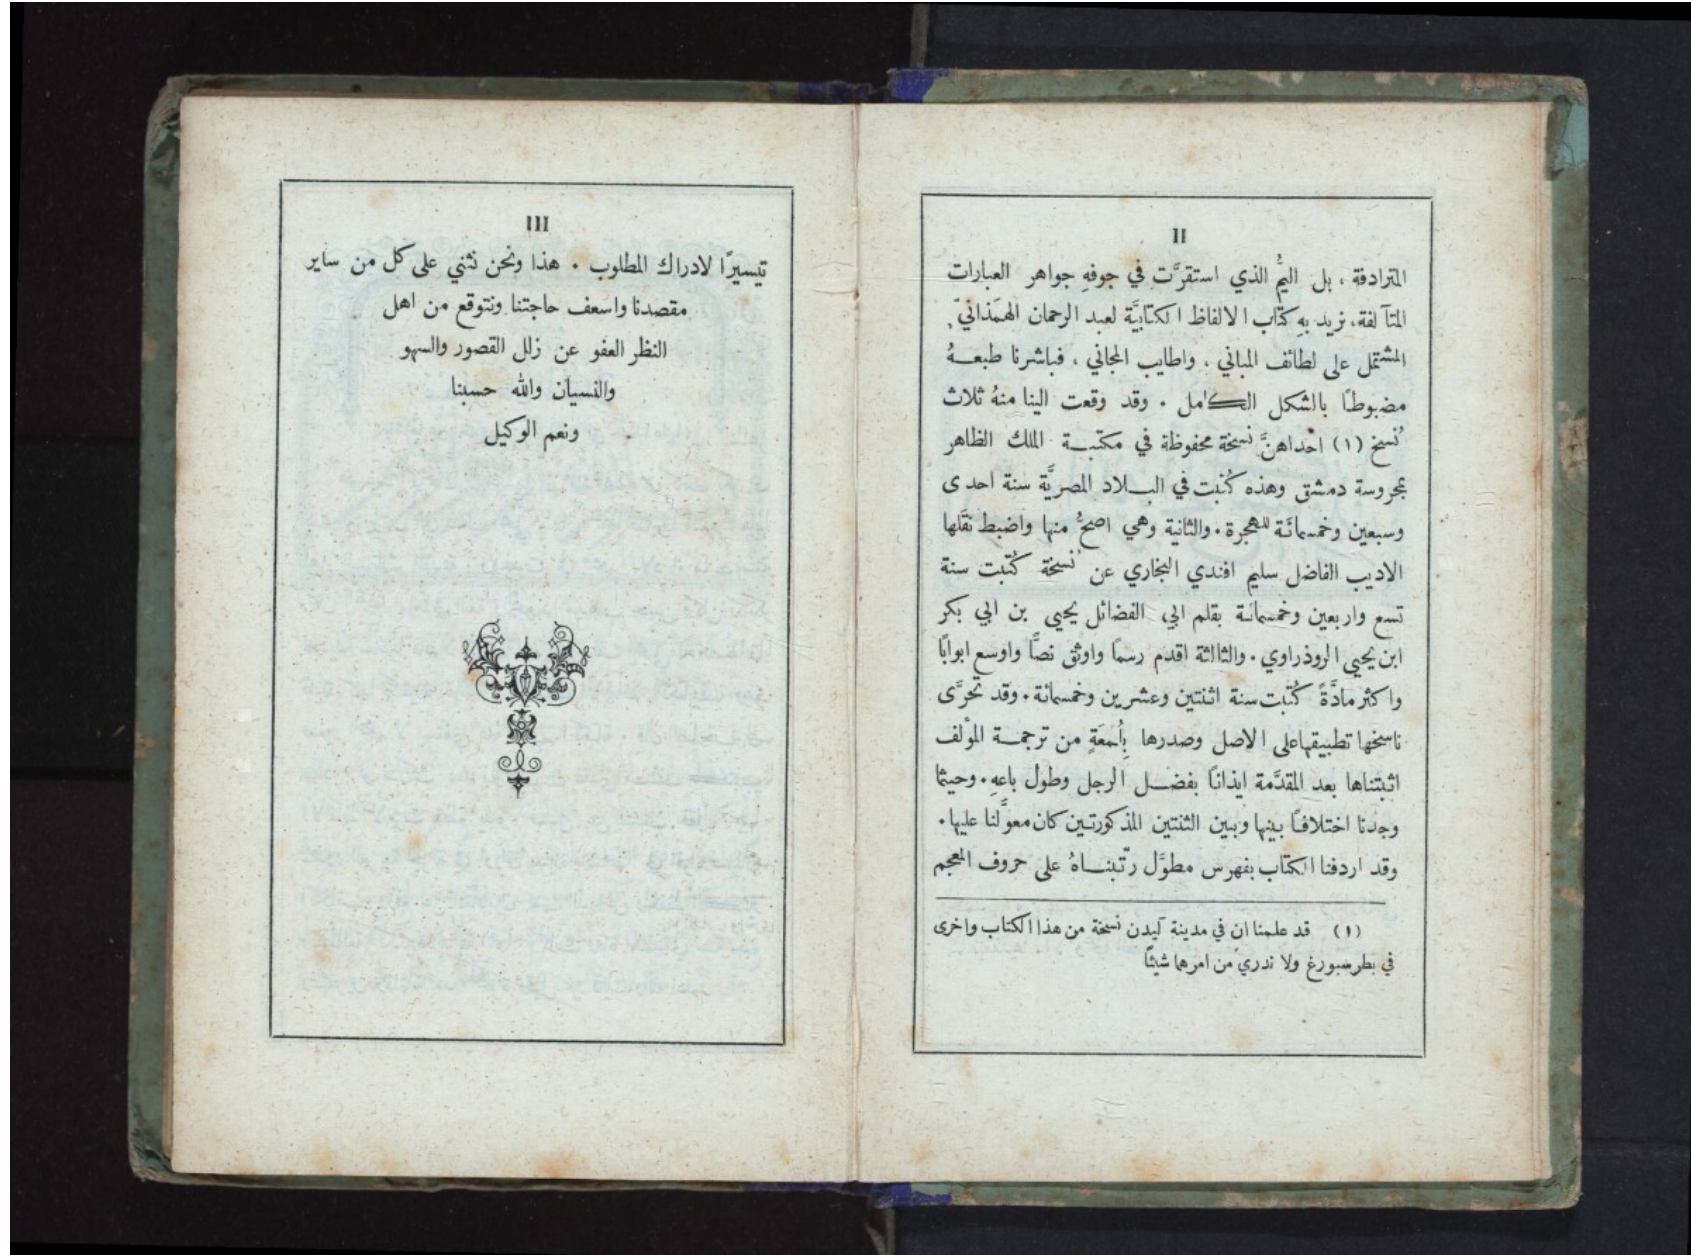 II
المترادفة ، بل اليمُّ الذي استقرَّت في جوفهِ جواهر العبارات
المتآلفة، نريد بهِ كتاب الالفاظ الكتابيَّة لعبد الرحمان الهَمَذانيّ
المشتمل على لطائف المباني ، واطايب المجاني ، فباشرنا طبعهُ
مضبوطًا بالشكل الكامل . وقد وقعت الينا منهُ ثلاث
نُسخ (١) احداهنَّ نسخة محفوظة في مكتبة الملك الظاهر
بمحروسة دمشق وهذه كُتبت في البلاد المصريَّة سنة احدى
وسبعين وخمسمائة للهجرة . والثانية وهي اصحُّ منها واضبط نقلها
الاديب الفاضل سليم افندي البخاري عن نُسخة كُتبت سنة
تسع واربعين وخمسمائة بقلم ابي الفضائل يحيى بن ابي بكر
ابن يحيى الروذراوي . والثالثة اقدم رسمًا واوثق نصًّا واوسع ابوابًا
واكثر مادَّةً كُتبت سنة اثنتين وعشرين وخمسمائة . وقد تحرَّى
ناسخها تطبيقها على الاصل وصدرها بِلُمعَةٍ من ترجمة المؤلف
اثبتناها بعد المقدَّمة ايذانًا بفضل الرجل وطول باعهِ . وحيثما
وجدنا اختلافًا بينها وبين الثنتين المذكورتين كان معوَّلنا عليها .
وقد اردفنا الكتاب بفهرس مطوَّل رتَّبناهُ على حروف المعجم
(١) قد علمنا ان في مدينة ليدن نسخة من هذا الكتاب واخرى
في بطرسبورغ ولا ندري من امرهما شيئًا
III
تيسيرًا لادراك المطلوب . هذا ونحن نثني على كل من ساير
مقصدنا واسعف حاجتنا ونتوقع من اهل
النظر العفو عن زلل القصور والسهو
والنسيان والله حسبنا
ونعم الوكيل